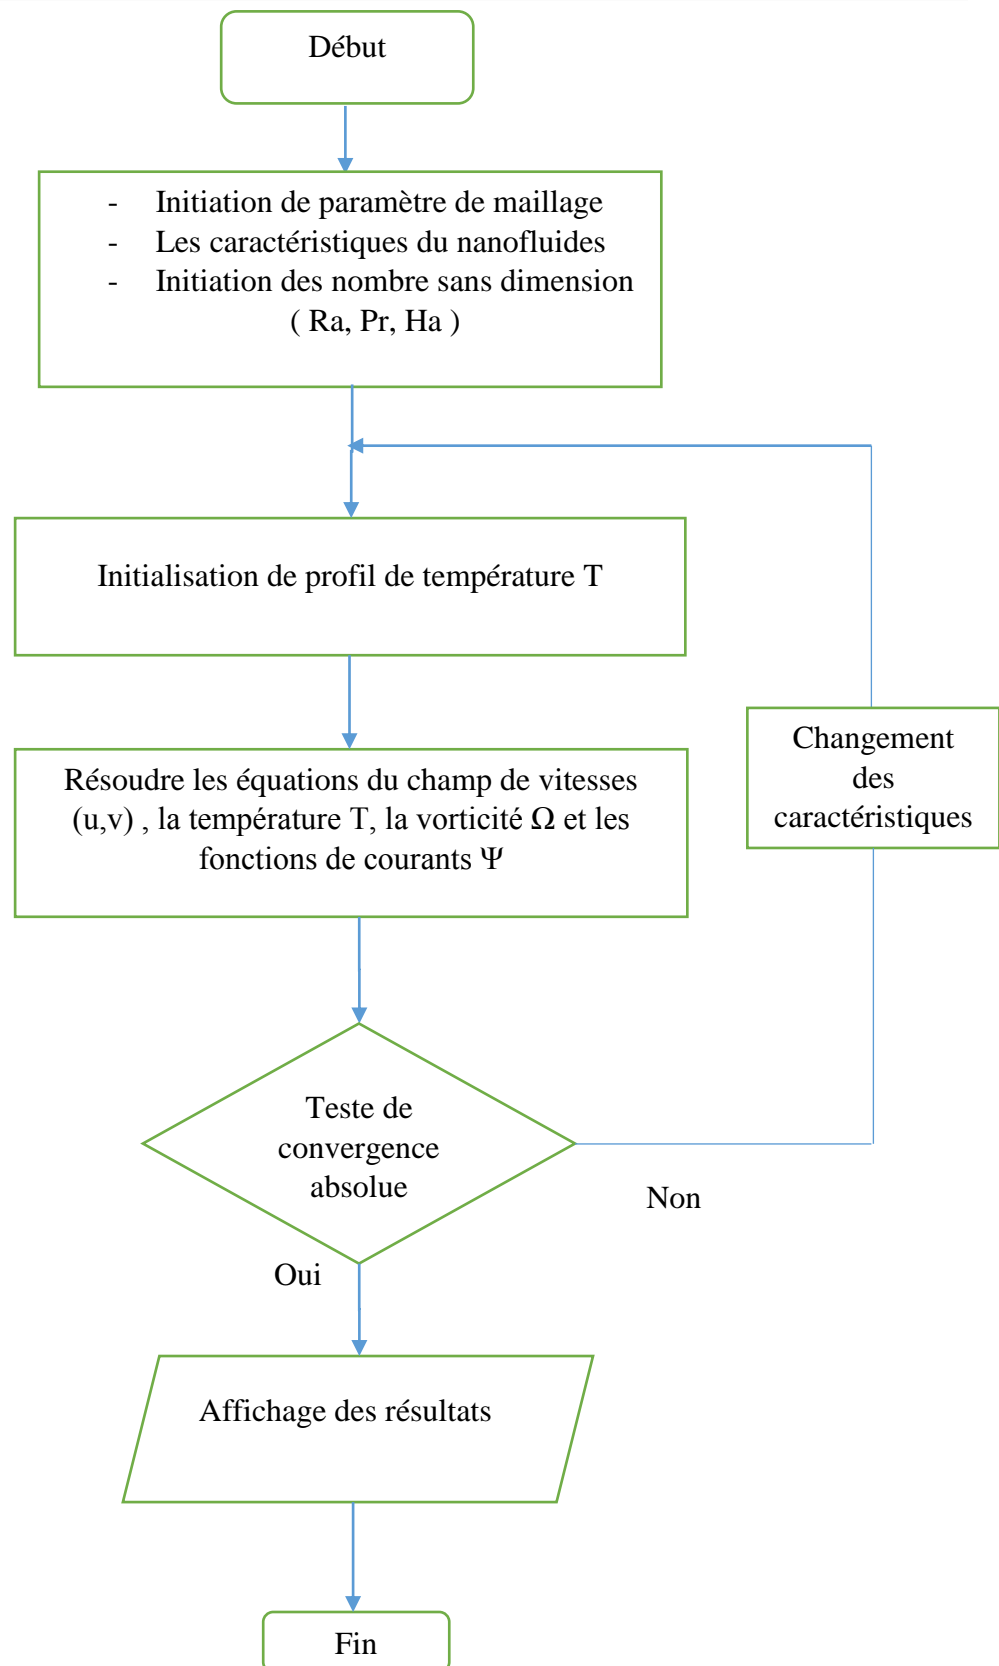 Début
- Initiation de paramètre de maillage
- Les caractéristiques du nanofluides
- Initiation des nombre sans dimension
( Ra, Pr, Ha )
Initialisation de profil de température T
Résoudre les équations du champ de vitesses
(u,v) , la température T, la vorticité Ω et les
fonctions de courants Ψ
Changement
des
caractéristiques
Teste de
convergence
absolue
Non
Oui
Affichage des résultats
Fin